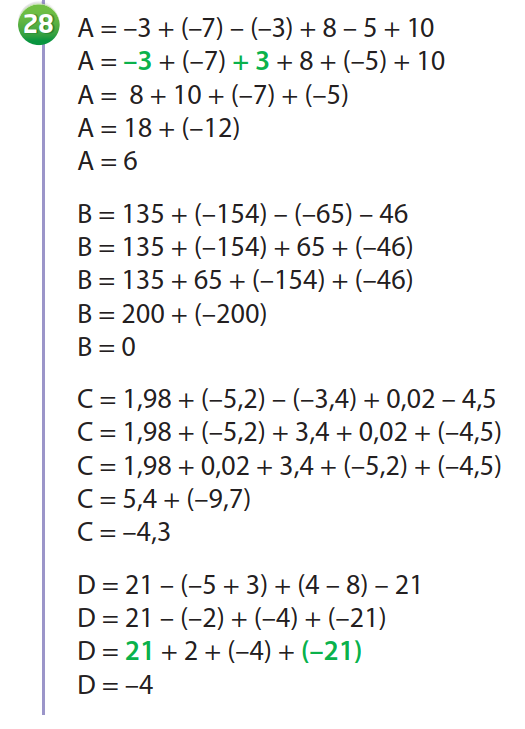 28
A = –3 + (–7) – (–3) + 8 – 5 + 10
A = –3 + (–7) + 3 + 8 + (–5) + 10
A = 8 + 10 + (–7) + (–5)
A = 18 + (–12)
A = 6
B = 135 + (–154) – (–65) – 46
B = 135 + (–154) + 65 + (–46)
B = 135 + 65 + (–154) + (–46)
B = 200 + (–200)
B = 0
C = 1,98 + (–5,2) – (–3,4) + 0,02 – 4,5
C = 1,98 + (–5,2) + 3,4 + 0,02 + (–4,5)
C = 1,98 + 0,02 + 3,4 + (–5,2) + (–4,5)
C = 5,4 + (–9,7)
C = –4,3
D = 21 – (–5 + 3) + (4 – 8) – 21
D = 21 – (–2) + (–4) + (–21)
D = 21 + 2 + (–4) + (–21)
D = –4